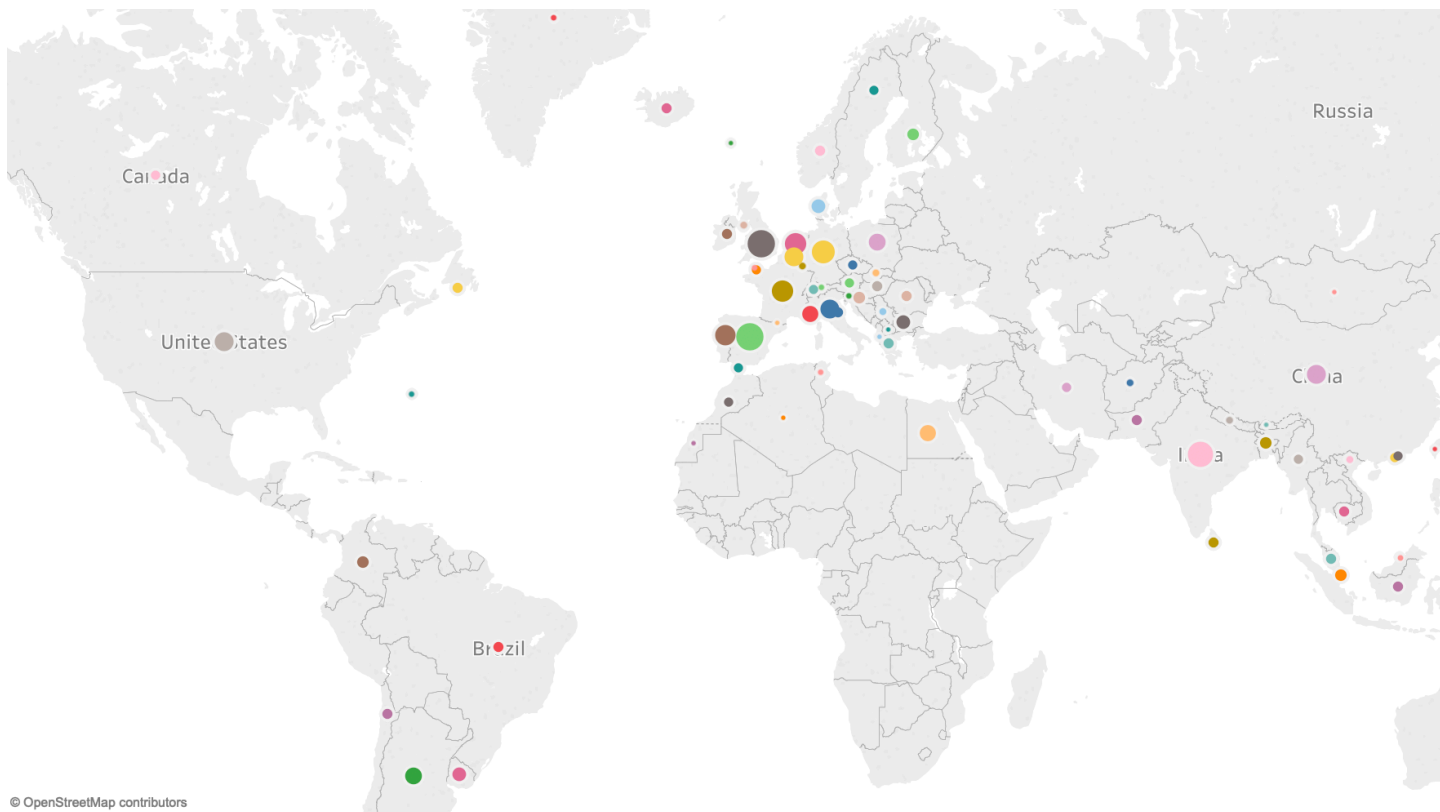 Russia
Canada
United States
China
India
Brazil
© OpenStreetMap contributors